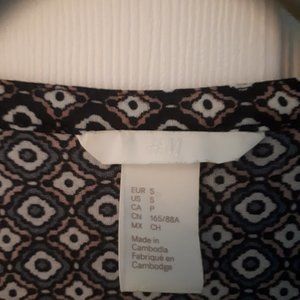 H&M
EUR S
US S
CA P
CN 165/88A
MX CH
Made in
Cambodia
Fabriqué en
Cambodge